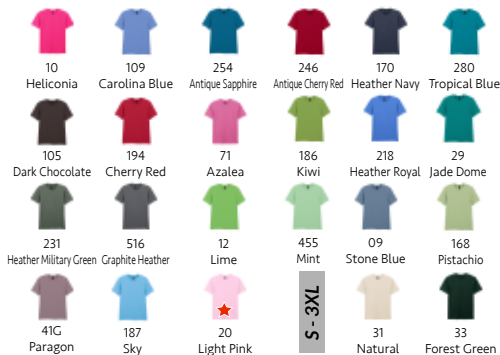 10 109 254 246 170 280
Heliconia Carolina Blue Antique Sapphire Antique Cherry Red Heather Navy Tropical Blue
105 194 71 186 218 29
Dark Chocolate Cherry Red Azalea Kiwi Heather Royal Jade Dome
231 516 12 455 09 168
Heather Military Green Graphite Heather Lime Mint Stone Blue Pistachio
41G 187 20 S - 3XL 31 33
Paragon Sky Light Pink Natural Forest Green